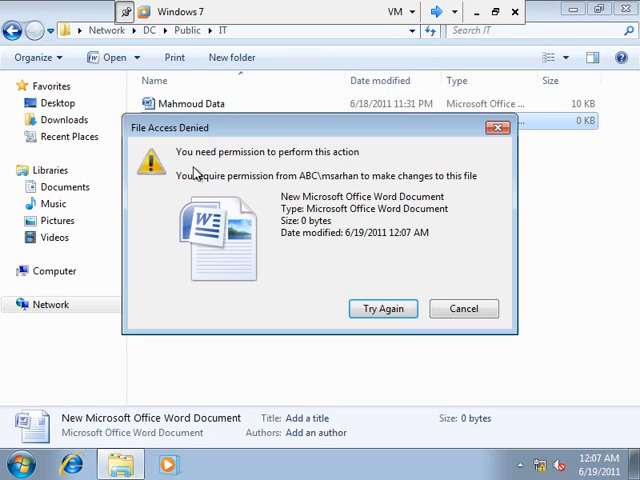 Windows 7
VM
Network
DC
Public
IT
Search IT
Organize
Open
Print
New folder
Favorites
Desktop
Downloads
Recent Places
Libraries
Documents
Music
Pictures
Videos
Computer
Network
Name
Date modified
Type
Size
Mahmoud Data
6/18/2011 11:31 PM
Microsoft Office ...
10 KB
...
0 KB
File Access Denied
You need permission to perform this action
require permission from ABC\msarhan to make changes to this file
New Microsoft Office Word Document
Type: Microsoft Office Word Document
Size: 0 bytes
Date modified: 6/19/2011 12:07 AM
Try Again
Cancel
New Microsoft Office Word Document
Title: Add a title
Size: 0 bytes
Microsoft Office Word Document
Authors: Add an author
12:07 AM
6/19/2011